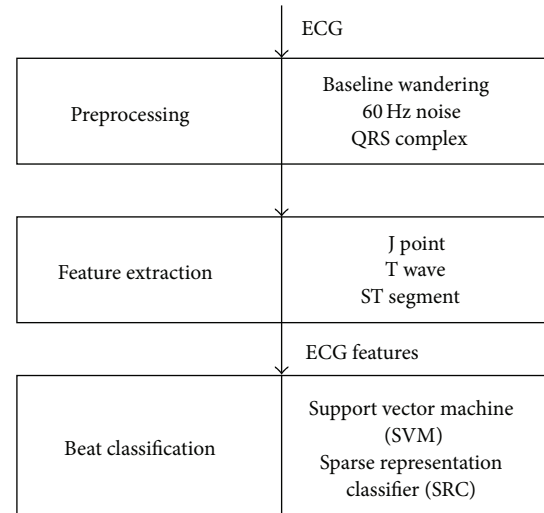 ECG
Preprocessing
Baseline wandering
60 Hz noise
QRS complex
Feature extraction
J point
T wave
ST segment
ECG features
Beat classification
Support vector machine
(SVM)
Sparse representation
classifier (SRC)